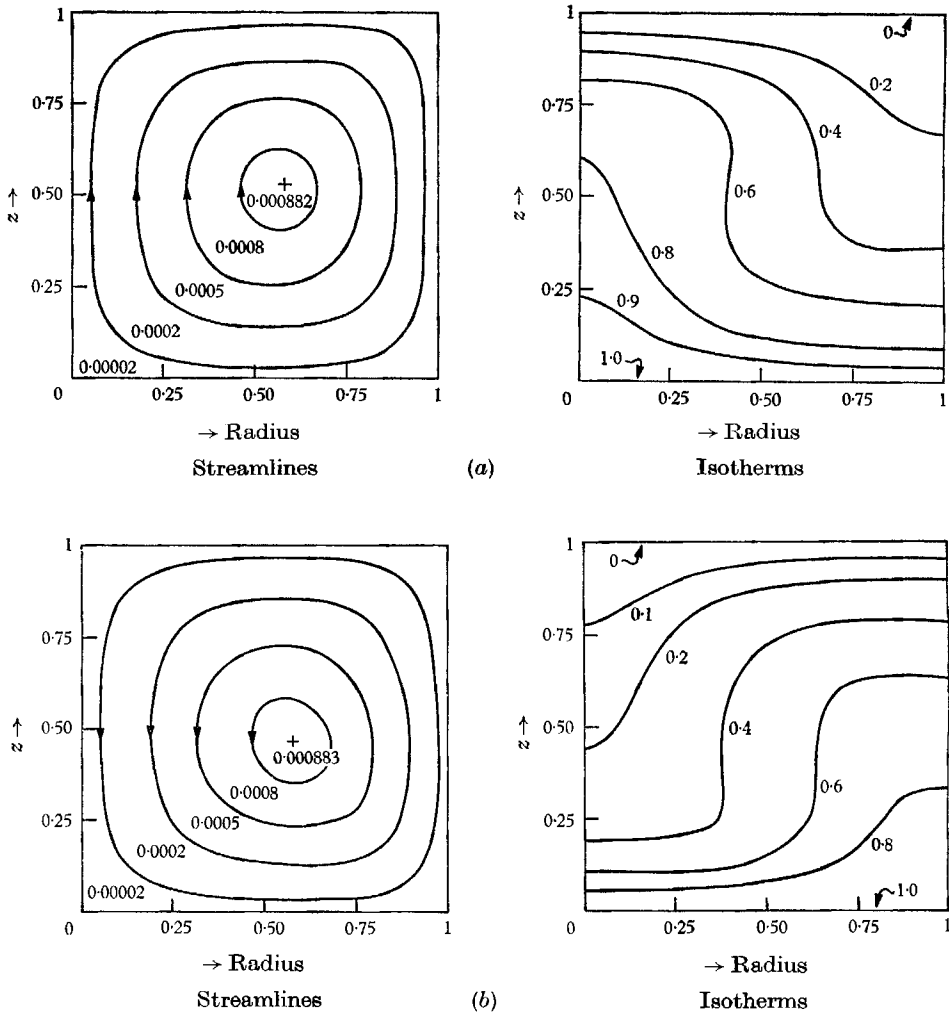 1 1
0·75 0·75
0·2
0·4
0
0·50 0·50
0·000882
0·6
z → z →
0·0008
0·8
0·25 0·0005 0·25
0·9
0·0002
0·00002 1·0
0 0·25 0·50 0·75 1 0 0·25 0·50 0·75 1
→ Radius → Radius
Streamlines (a) Isotherms
1 1
0
0·1
0·75 0·75
0·2
z → 0·50 z → 0·50
0·4
0·000883
0·6
0·0008
0·25 0·0005 0·25
0·8
0·0002
0·00002 1·0
0 0·25 0·50 0·75 1 0 0·25 0·50 0·75 1
→ Radius → Radius
Streamlines (b) Isotherms